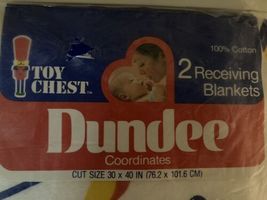 TOY
CHEST
100% Cotton
2 Receiving
Blankets
Dundee
Coordinates
CUT SIZE 30 x 40 IN (76.2 x 101.6 CM)